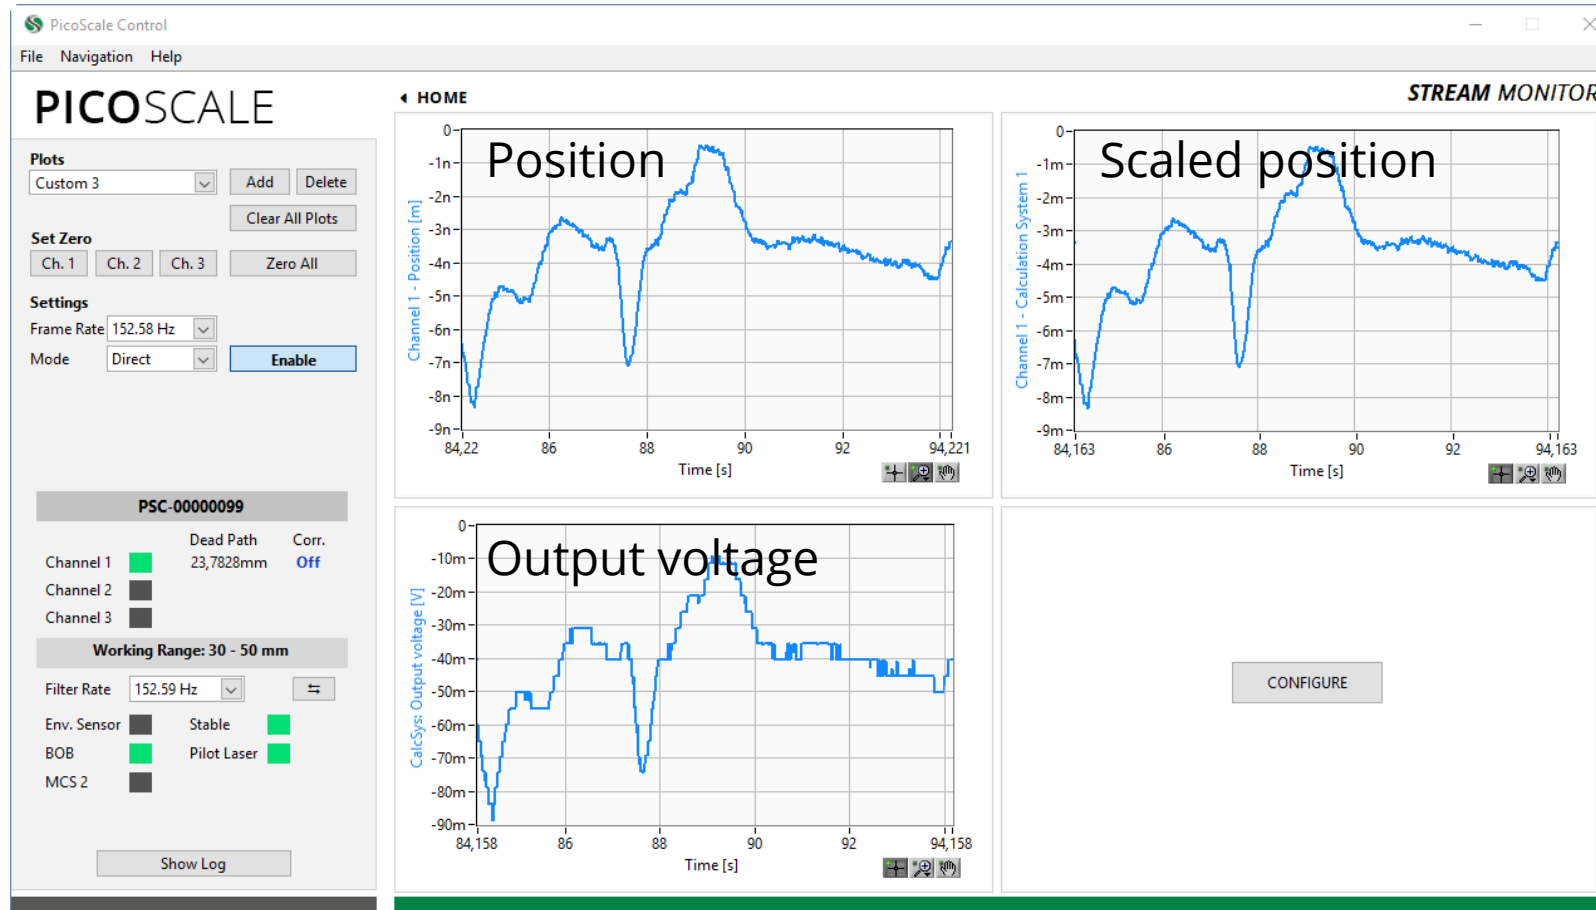 PicoScale Control
File Navigation Help
PICOSCALE
Plots
Custom 3
Add Delete
Clear All Plots
Set Zero
Ch. 1 Ch. 2 Ch. 3 Zero All
Settings
Frame Rate 152.58 Hz
Mode Direct Enable
PSC-00000099
Dead Path Corr.
Channel 1 23,7828mm Off
Channel 2
Channel 3
Working Range: 30 - 50 mm
Filter Rate 152.59 Hz
Env. Sensor Stable
BOB Pilot Laser
MCS 2
Show Log
HOME
STREAM MONITOR
Position
Channel 1 - Position [m]
0
-1n
-2n
-3n
-4n
-5n
-6n
-7n
-8n
-9n
84,22 86 88 90 92 94,221
Time [s]
Scaled position
Channel 1 - Calculation System 1
0
-1m
-2m
-3m
-4m
-5m
-6m
-7m
-8m
-9m
84,163 86 88 90 92 94,163
Time [s]
Output voltage
CalcSys: Output voltage [V]
0
-10m
-20m
-30m
-40m
-50m
-60m
-70m
-80m
-90m
84,158 86 88 90 92 94,158
Time [s]
CONFIGURE